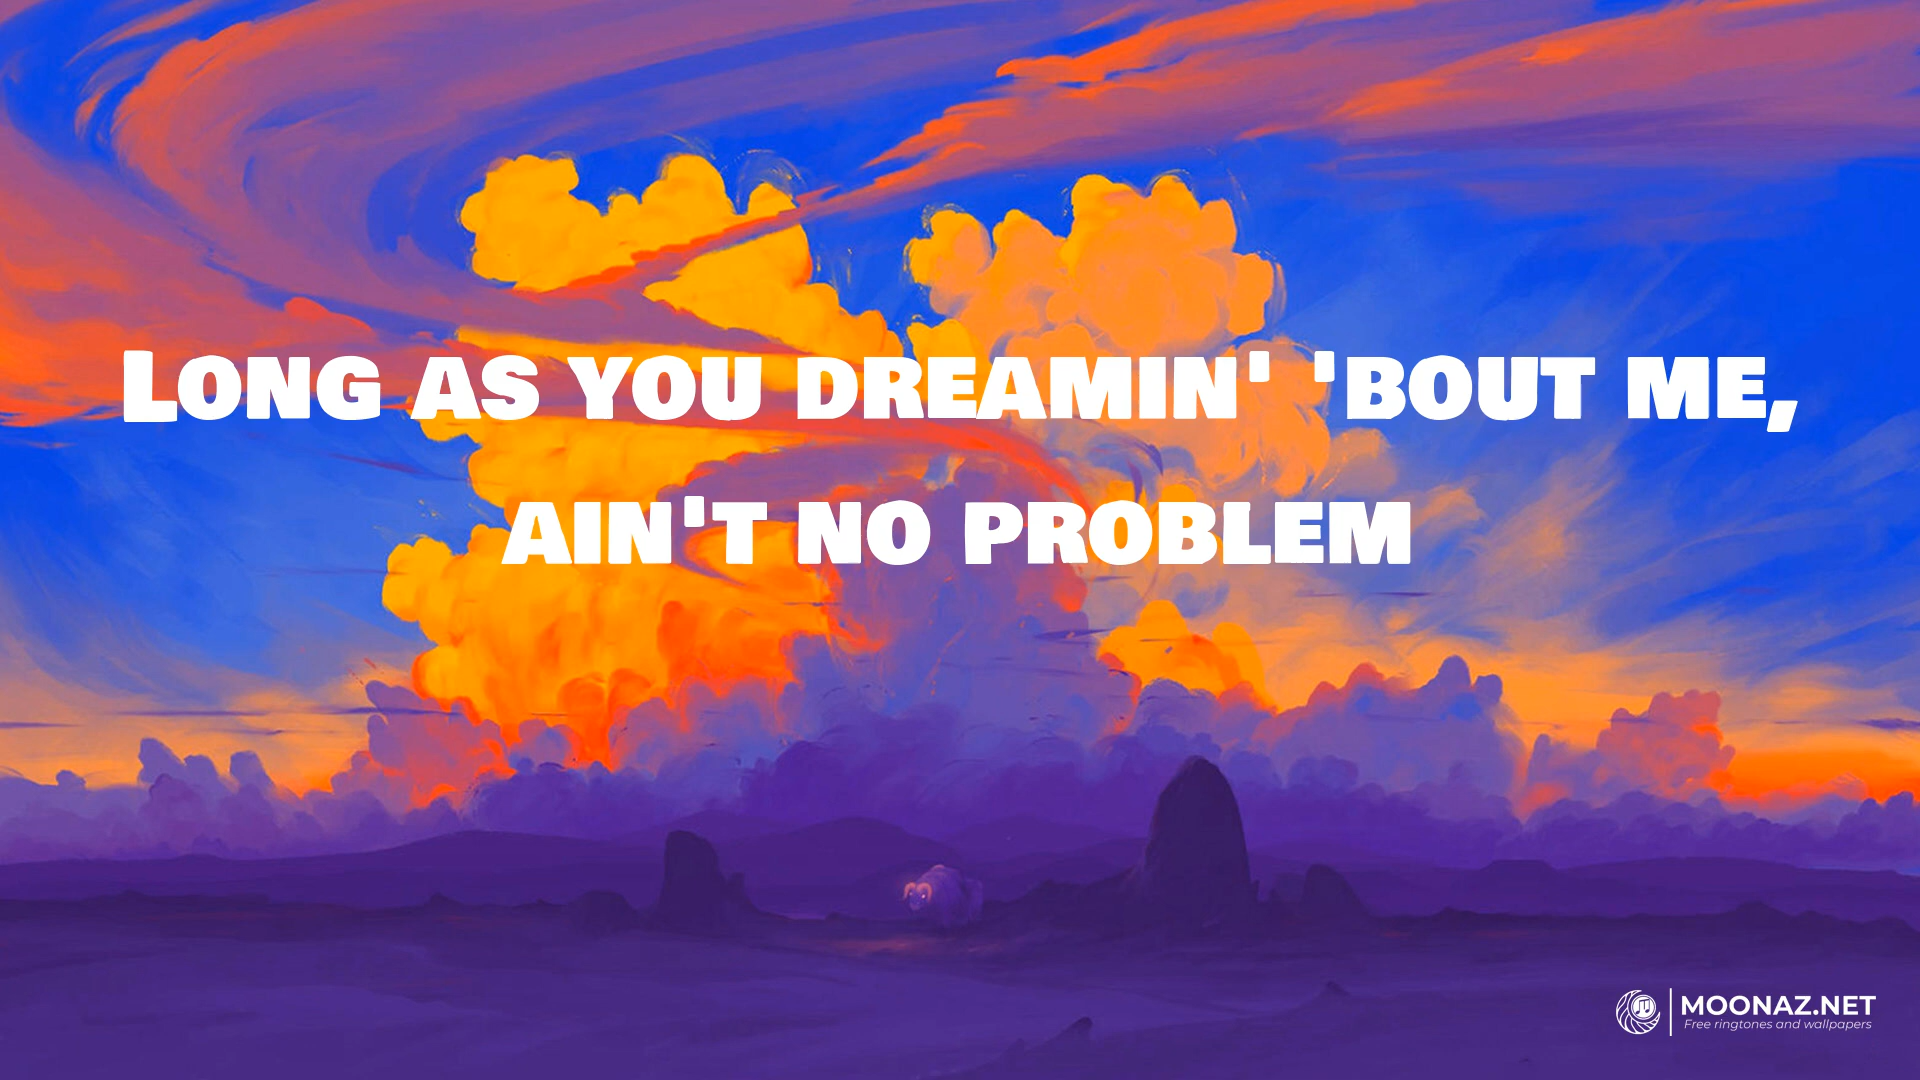 Long as you dreamin' 'bout me,
ain't no problem
MOONAZ.NET
Free ringtones and wallpapers